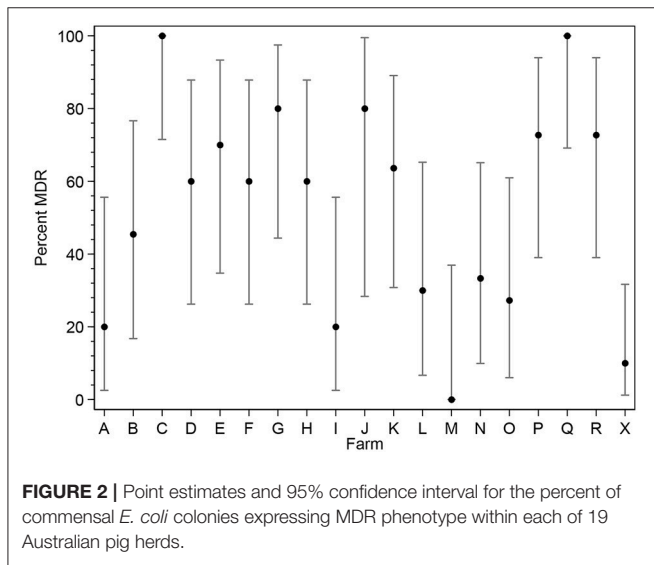 100
80
60
40
20
0
Percent MDR
A B C D E F G H I J K L M N O P Q R X
Farm
FIGURE 2 | Point estimates and 95% confidence interval for the percent of
commensal E. coli colonies expressing MDR phenotype within each of 19
Australian pig herds.